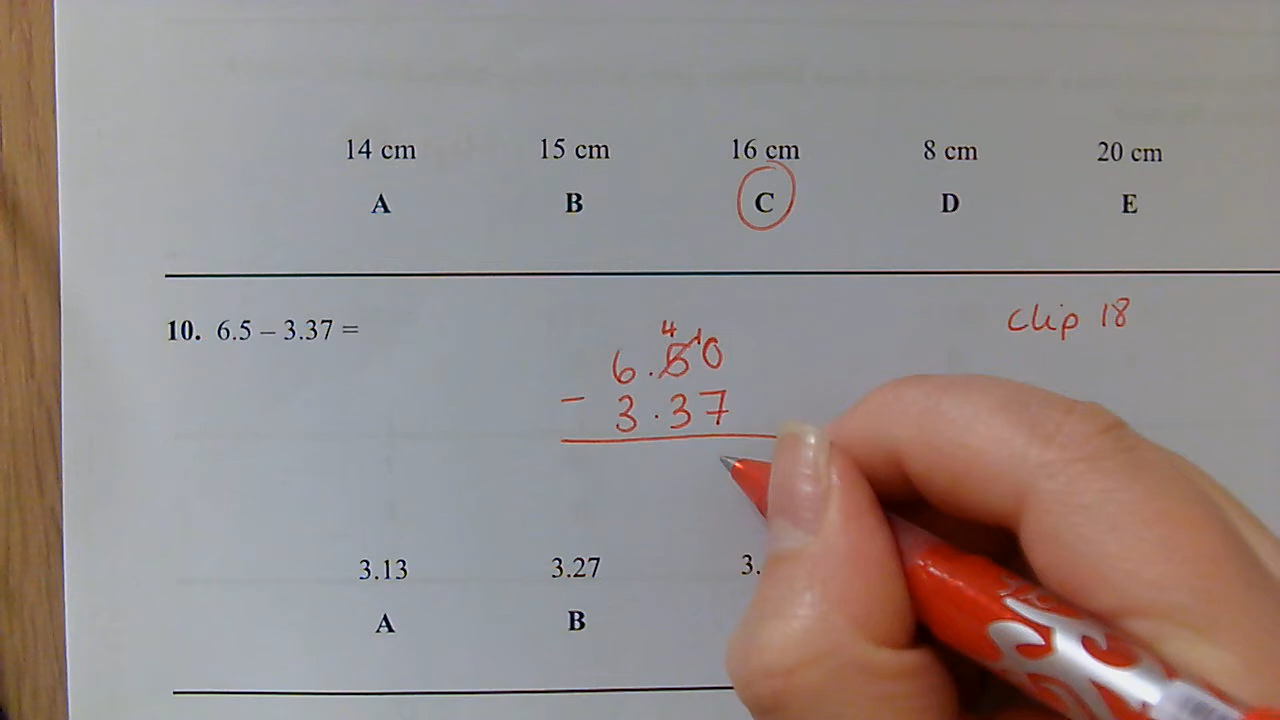 14 cm 15 cm 16 cm 8 cm 20 cm
A B C D E
10. 6.5 – 3.37 =
clip 18
4 1
6.50
- 3.37
3.13 3.27 3.
A B